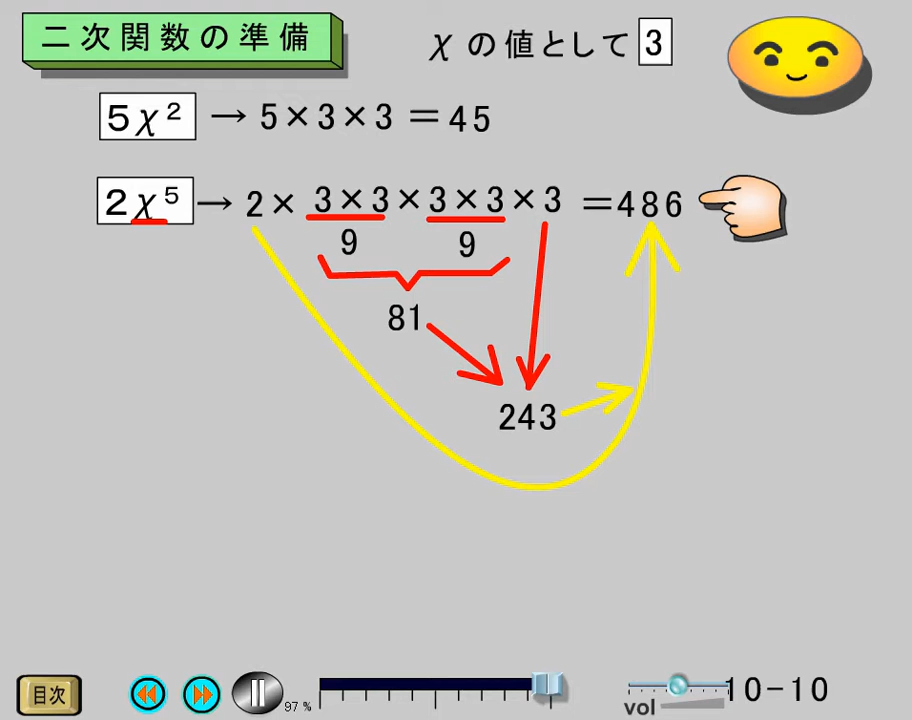 二次関数の準備
χの値として 3
5χ² → 5×3×3 =45
2χ⁵ → 2× 3×3×3×3×3 =486
9 9
81
243
目次
97 %
vol
10-10